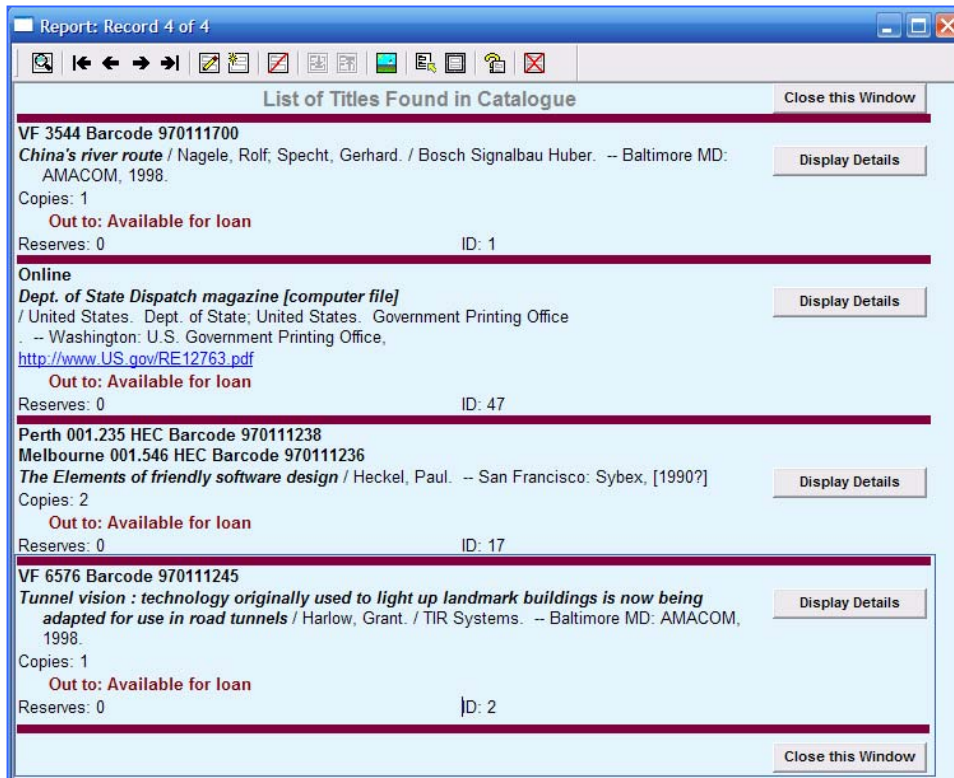 Report: Record 4 of 4
List of Titles Found in Catalogue
Close this Window
VF 3544 Barcode 970111700
China's river route / Nagele, Rolf; Specht, Gerhard. / Bosch Signalbau Huber. -- Baltimore MD:
AMACOM, 1998.
Display Details
Copies: 1
Out to: Available for loan
Reserves: 0 ID: 1
Online
Dept. of State Dispatch magazine [computer file]
Display Details
/ United States. Dept. of State; United States. Government Printing Office
. -- Washington: U.S. Government Printing Office,
http://www.US.gov/RE12763.pdf
Out to: Available for loan
Reserves: 0 ID: 47
Perth 001.235 HEC Barcode 970111238
Melbourne 001.546 HEC Barcode 970111236
The Elements of friendly software design / Heckel, Paul. -- San Francisco: Sybex, [1990?]
Display Details
Copies: 2
Out to: Available for loan
Reserves: 0 ID: 17
VF 6576 Barcode 970111245
Tunnel vision : technology originally used to light up landmark buildings is now being
adapted for use in road tunnels / Harlow, Grant. / TIR Systems. -- Baltimore MD: AMACOM,
1998.
Display Details
Copies: 1
Out to: Available for loan
Reserves: 0 ID: 2
Close this Window